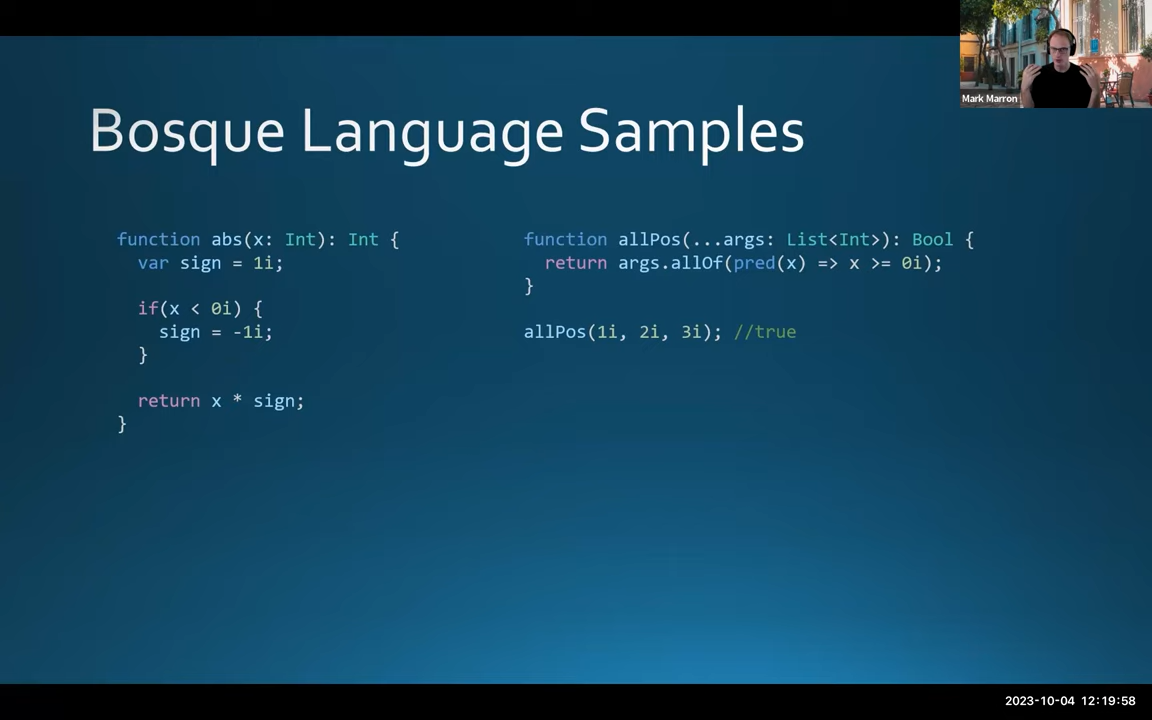 Mark Marron
Bosque Language Samples
function abs(x: Int): Int {
  var sign = 1i;
  if(x < 0i) {
    sign = -1i;
  }
  return x * sign;
}
function allPos(...args: List<Int>): Bool {
  return args.allOf(pred(x) => x >= 0i);
}
allPos(1i, 2i, 3i); //true
2023-10-04 12:19:58